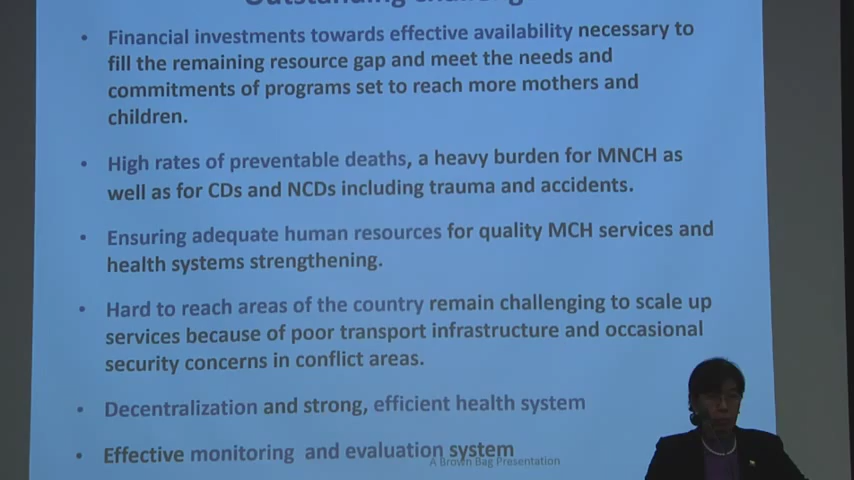 Outstanding
• Financial investments towards effective availability necessary to
fill the remaining resource gap and meet the needs and
commitments of programs set to reach more mothers and
children.
• High rates of preventable deaths, a heavy burden for MNCH as
well as for CDs and NCDs including trauma and accidents.
• Ensuring adequate human resources for quality MCH services and
health systems strengthening.
• Hard to reach areas of the country remain challenging to scale up
services because of poor transport infrastructure and occasional
security concerns in conflict areas.
• Decentralization and strong, efficient health system
• Effective monitoring and evaluation system
A Brown Bag Presentation